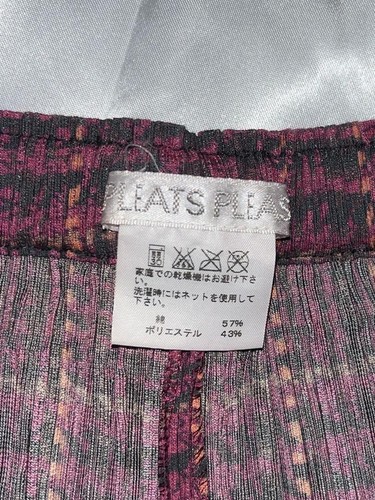 PLEATS PLEAS
家庭での乾燥機はお避け下さ
い。
洗濯時にはネットを使用して
下さい。
綿 57%
ポリエステル 43%